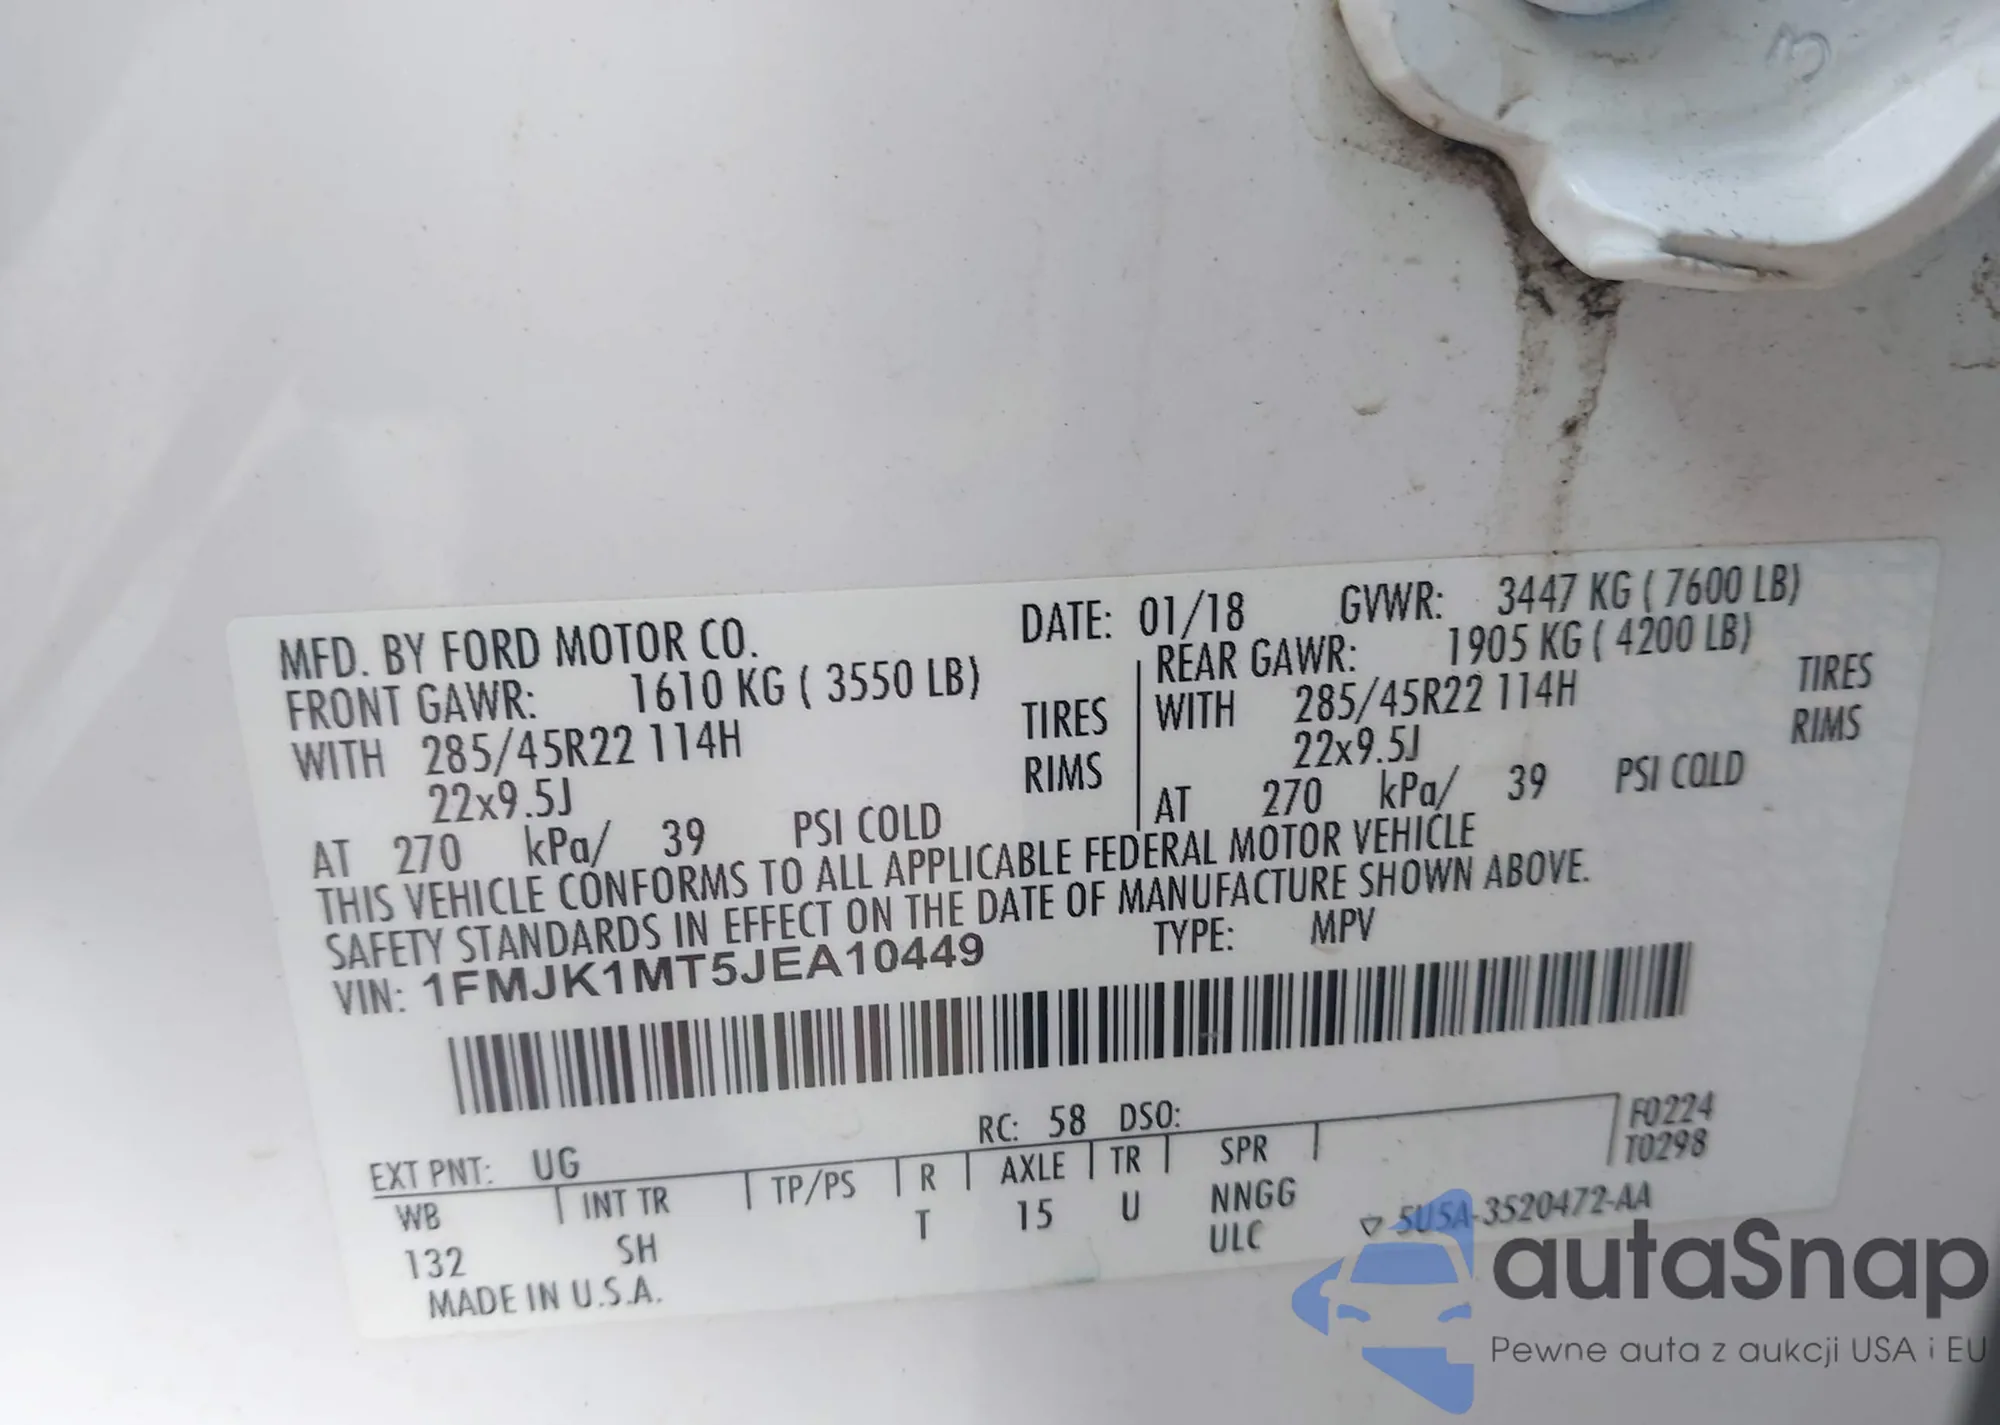 3
MFD. BY FORD MOTOR CO. DATE: 01/18 GVWR: 3447 KG ( 7600 LB)
FRONT GAWR: 1610 KG ( 3550 LB) REAR GAWR: 1905 KG ( 4200 LB)
WITH 285/45R22 114H TIRES WITH 285/45R22 114H TIRES
22x9.5J RIMS 22x9.5J RIMS
AT 270 kPa/ 39 PSI COLD AT 270 kPa/ 39 PSI COLD
THIS VEHICLE CONFORMS TO ALL APPLICABLE FEDERAL MOTOR VEHICLE
SAFETY STANDARDS IN EFFECT ON THE DATE OF MANUFACTURE SHOWN ABOVE.
VIN: 1FMJK1MT5JEA10449 TYPE: MPV
EXT PNT: UG RC: 58 DSO: F0224
T0298
WB INT TR TP/PS R AXLE TR SPR
132 SH T 15 U NNGG
ULC
▽ 5U5A-3520472-AA
MADE IN U.S.A.
autaSnap
Pewne auta z aukcji USA i EU